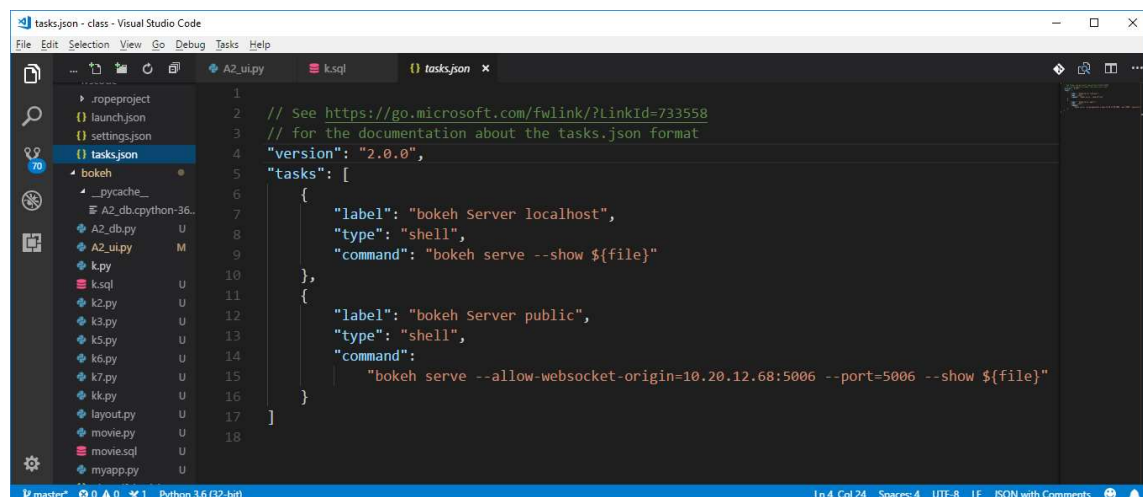 tasks.json - class - Visual Studio Code
File Edit Selection View Go Debug Tasks Help
A2_ui.py k.sql tasks.json
.ropeproject
launch.json
settings.json
tasks.json
bokeh
__pycache__
A2_db.cpython-36..
A2_db.py U
A2_ui.py M
k.py
k.sql U
k2.py U
k3.py U
k5.py U
k6.py U
k7.py U
kk.py U
layout.py U
movie.py U
movie.sql U
myapp.py U
70
1
2 // See https://go.microsoft.com/fwlink/?LinkId=733558
3 // for the documentation about the tasks.json format
4 "version": "2.0.0",
5 "tasks": [
6 {
7 "label": "bokeh Server localhost",
8 "type": "shell",
9 "command": "bokeh serve --show ${file}"
10 },
11 {
12 "label": "bokeh Server public",
13 "type": "shell",
14 "command":
15 "bokeh serve --allow-websocket-origin=10.20.12.68:5006 --port=5006 --show ${file}"
16 }
17 ]
18
master* 0 0 1 Python 3.6 (32-bit) Ln 4, Col 24 Spaces: 4 UTF-8 LF JSON with Comments